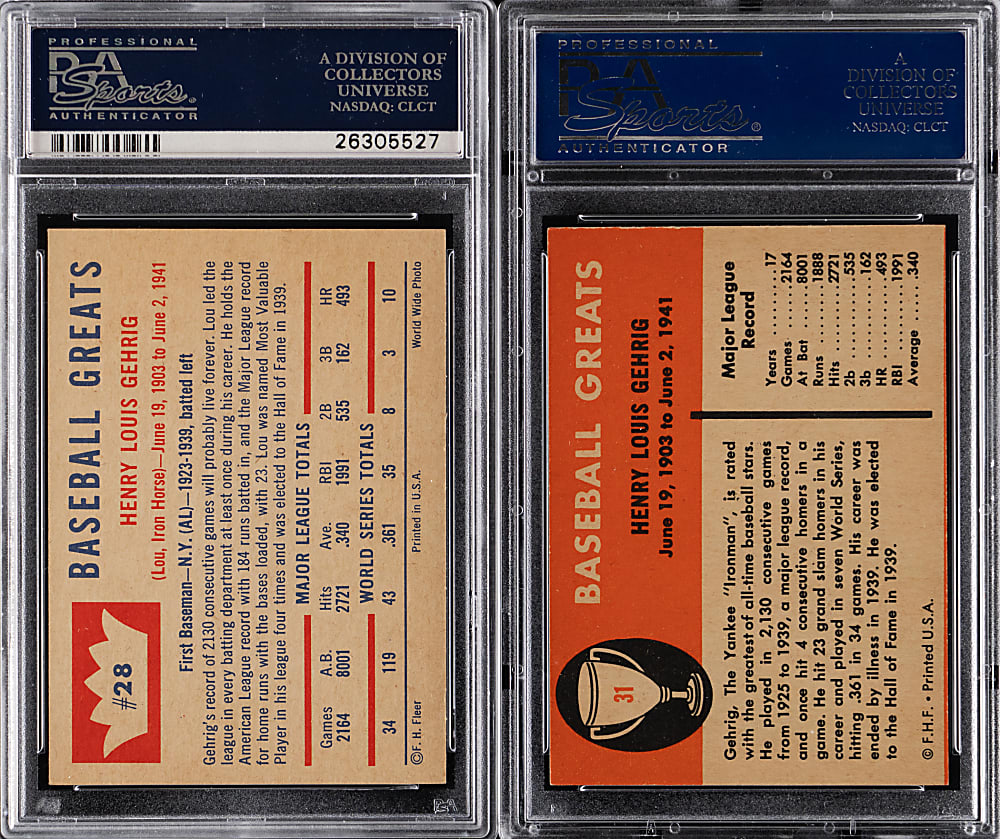 PROFESSIONAL
PSA
Sports
AUTHENTICATOR
A DIVISION OF
COLLECTORS
UNIVERSE
NASDAQ: CLCT
26305527
#28
BASEBALL GREATS
HENRY LOUIS GEHRIG
(Lou, Iron Horse)—June 19, 1903 to June 2, 1941
First Baseman—N.Y. (AL)—1923-1939, batted left
Gehrig's record of 2130 consecutive games will probably live forever. Lou led the
league in every batting department at least once during his career. He holds the
American League record with 184 runs batted in, and the Major League record
for home runs with the bases loaded, with 23. Lou was named Most Valuable
Player in his league four times and was elected to the Hall of Fame in 1939.
MAJOR LEAGUE TOTALS
Games A.B. Hits Ave. RBI 2B 3B HR
2164 8001 2721 .340 1991 535 162 493
WORLD SERIES TOTALS
34 119 43 .361 35 8 3 10
©F. H. Fleer Printed in U.S.A. World Wide Photo
PROFESSIONAL
PSA
Sports
AUTHENTICATOR
A
DIVISION OF
COLLECTORS
UNIVERSE
NASDAQ: CLCT
31
BASEBALL GREATS
HENRY LOUIS GEHRIG
June 19, 1903 to June 2, 1941
Gehrig, The Yankee "Ironman", is rated
with the greatest of all-time baseball stars.
He played in 2,130 consecutive games
from 1925 to 1939, a major league record,
and once hit 4 consecutive homers in a
game. He hit 23 grand slam homers in his
career and played in seven World Series,
hitting .361 in 34 games. His career was
ended by illness in 1939. He was elected
to the Hall of Fame in 1939.
© F.H.F. • Printed U.S.A.
Major League
Record
Years 17
Games 2164
At Bat 8001
Runs 1888
Hits 2721
2b 535
3b 162
HR 493
RBI 1991
Average .340